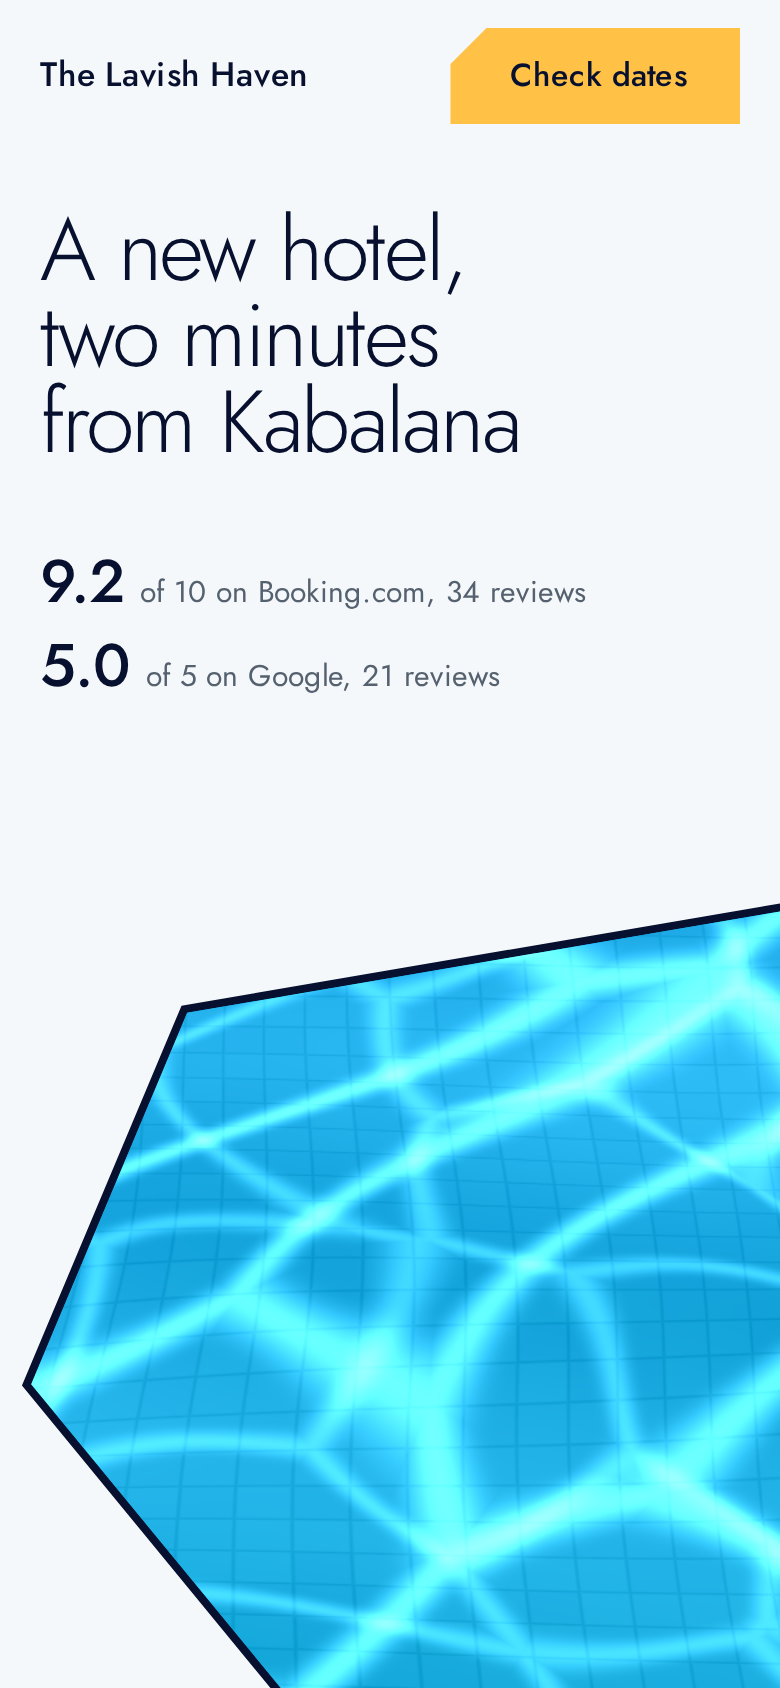 The Lavish Haven
Check dates
A new hotel,
two minutes
from Kabalana
9.2 of 10 on Booking.com, 34 reviews
5.0 of 5 on Google, 21 reviews